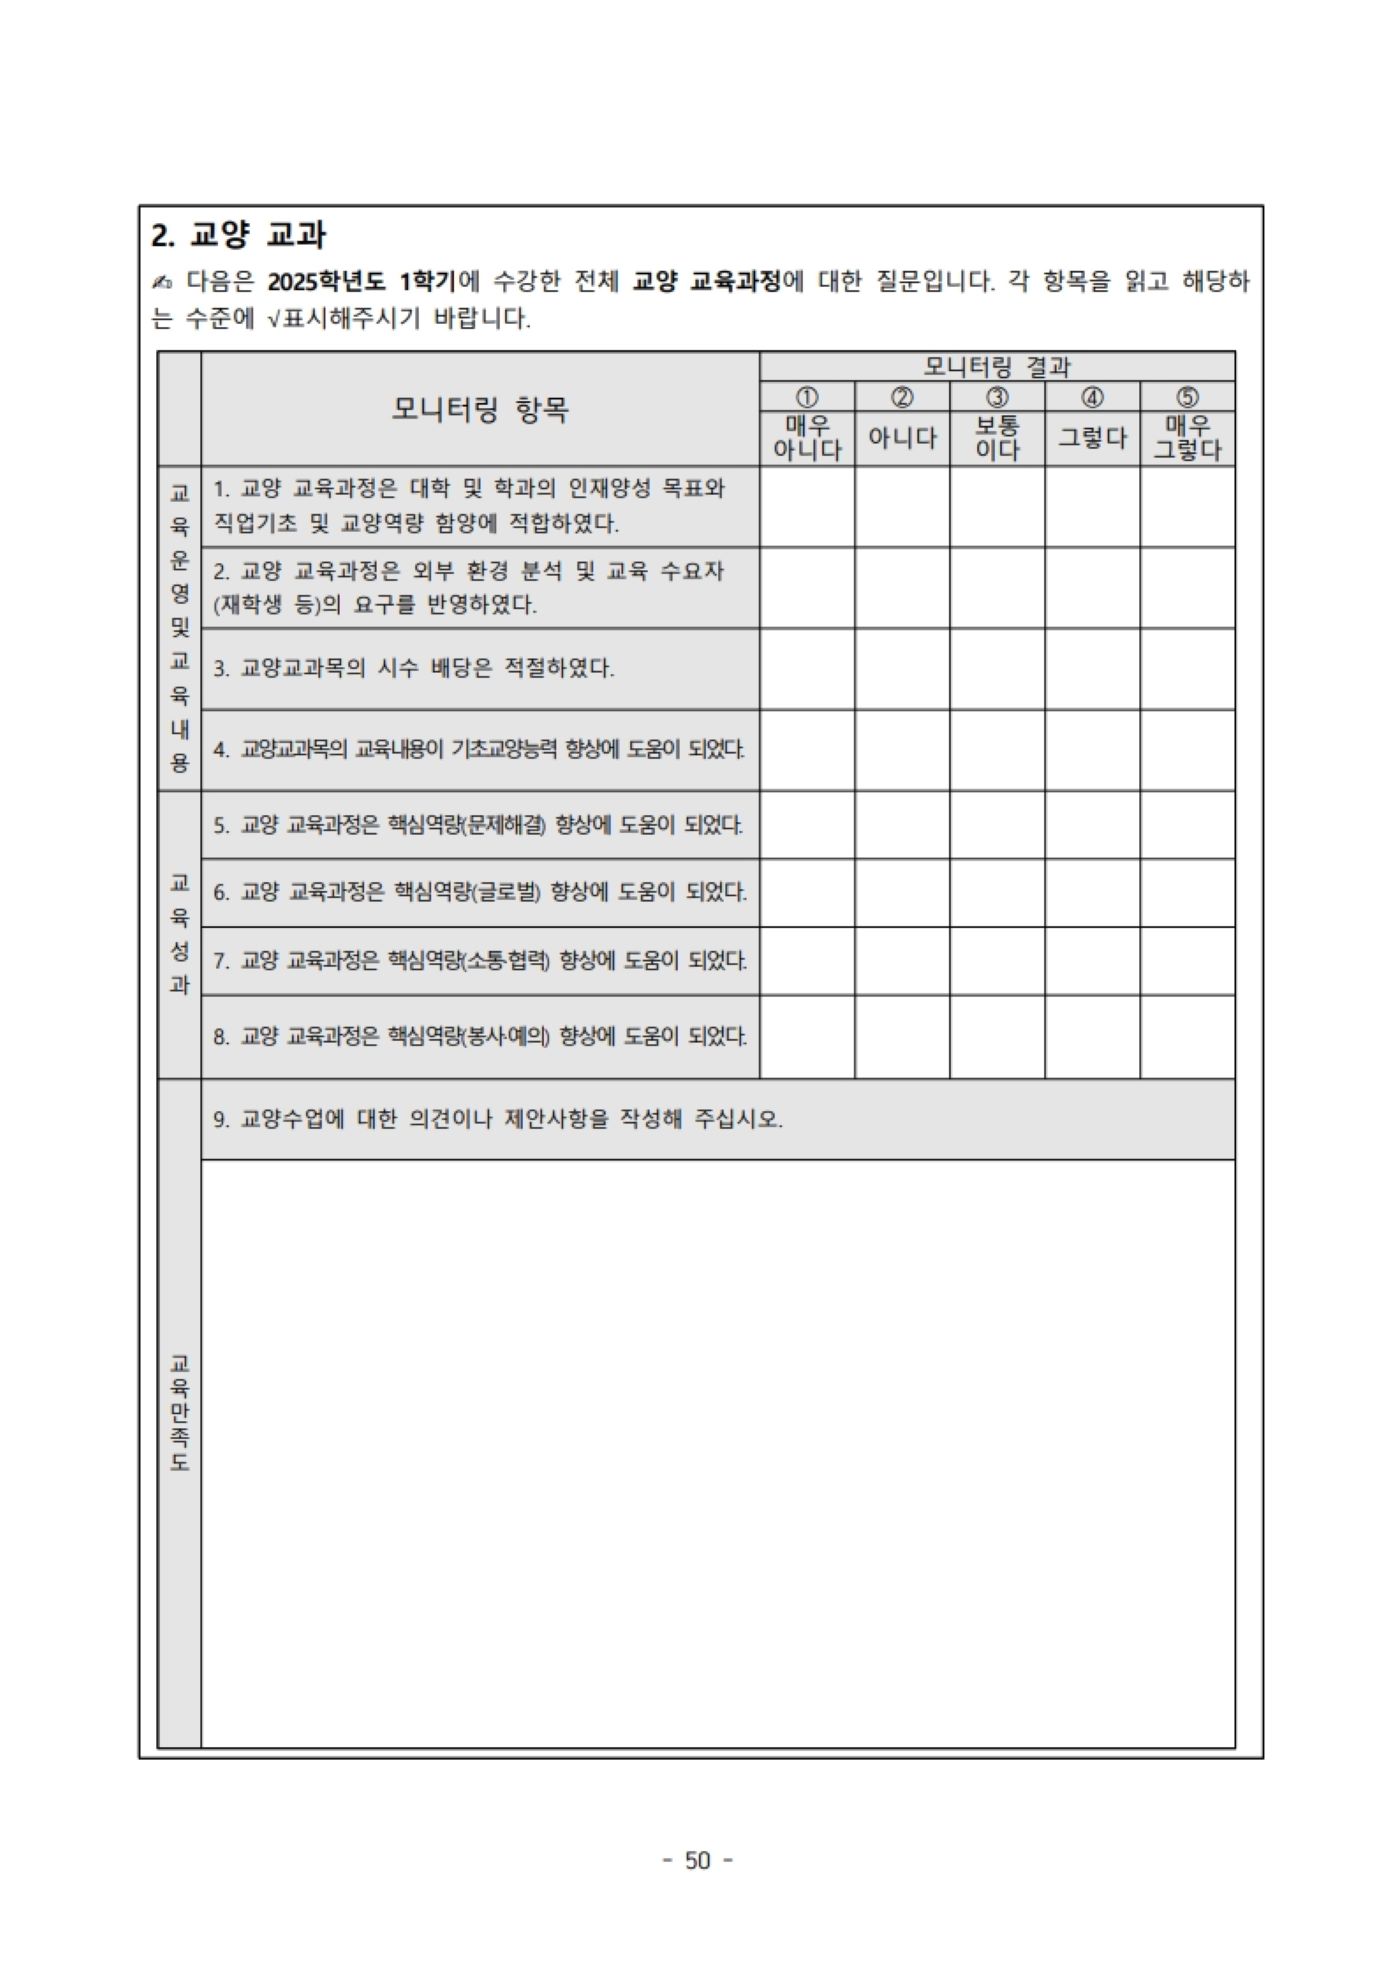 2. 교양 교과
✍ 다음은 2025학년도 1학기에 수강한 전체 교양 교육과정에 대한 질문입니다. 각 항목을 읽고 해당하
는 수준에 √표시해주시기 바랍니다.
모니터링 항목
모니터링 결과
① ② ③ ④ ⑤
매우 아니다 아니다 보통 이다 그렇다 매우 그렇다
교육운영및교육내용
1. 교양 교육과정은 대학 및 학과의 인재양성 목표와
직업기초 및 교양역량 함양에 적합하였다.
2. 교양 교육과정은 외부 환경 분석 및 교육 수요자
(재학생 등)의 요구를 반영하였다.
3. 교양교과목의 시수 배당은 적절하였다.
4. 교양교과목의 교육내용이 기초교양능력 향상에 도움이 되었다.
교육성과
5. 교양 교육과정은 핵심역량(문제해결) 향상에 도움이 되었다.
6. 교양 교육과정은 핵심역량(글로벌) 향상에 도움이 되었다.
7. 교양 교육과정은 핵심역량(소통·협력) 향상에 도움이 되었다.
8. 교양 교육과정은 핵심역량(봉사·예의) 향상에 도움이 되었다.
교육만족도
9. 교양수업에 대한 의견이나 제안사항을 작성해 주십시오.
- 50 -